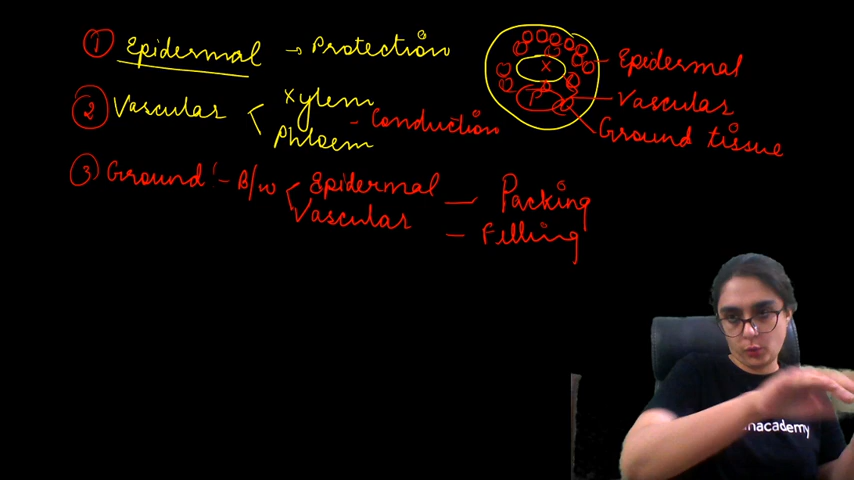 ① Epidermal → Protection
② Vascular < Xylem
Phloem - Conduction
③ Ground :- B/w < Epidermal
Vascular
— Packing
— Filling
X
P
Epidermal
Vascular
Ground tissue
nacademy